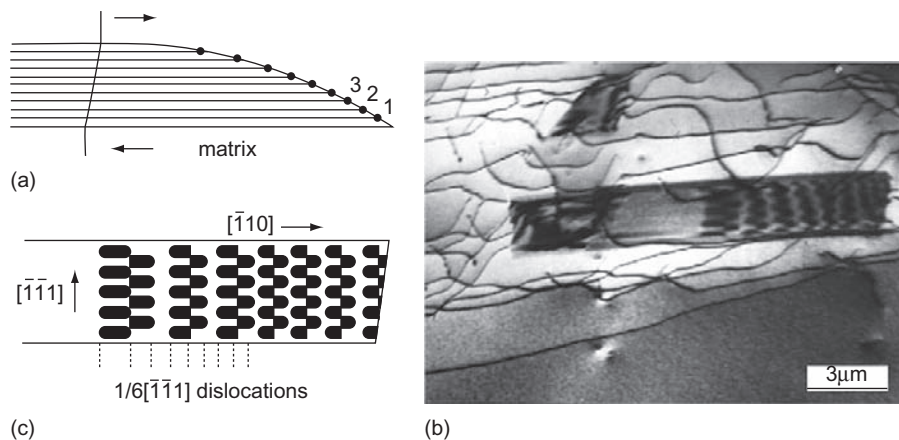 (a)
3
2
1
matrix
[1̄10]
[1̄1̄1]
1/6[1̄1̄1] dislocations
(c)
3μm
(b)